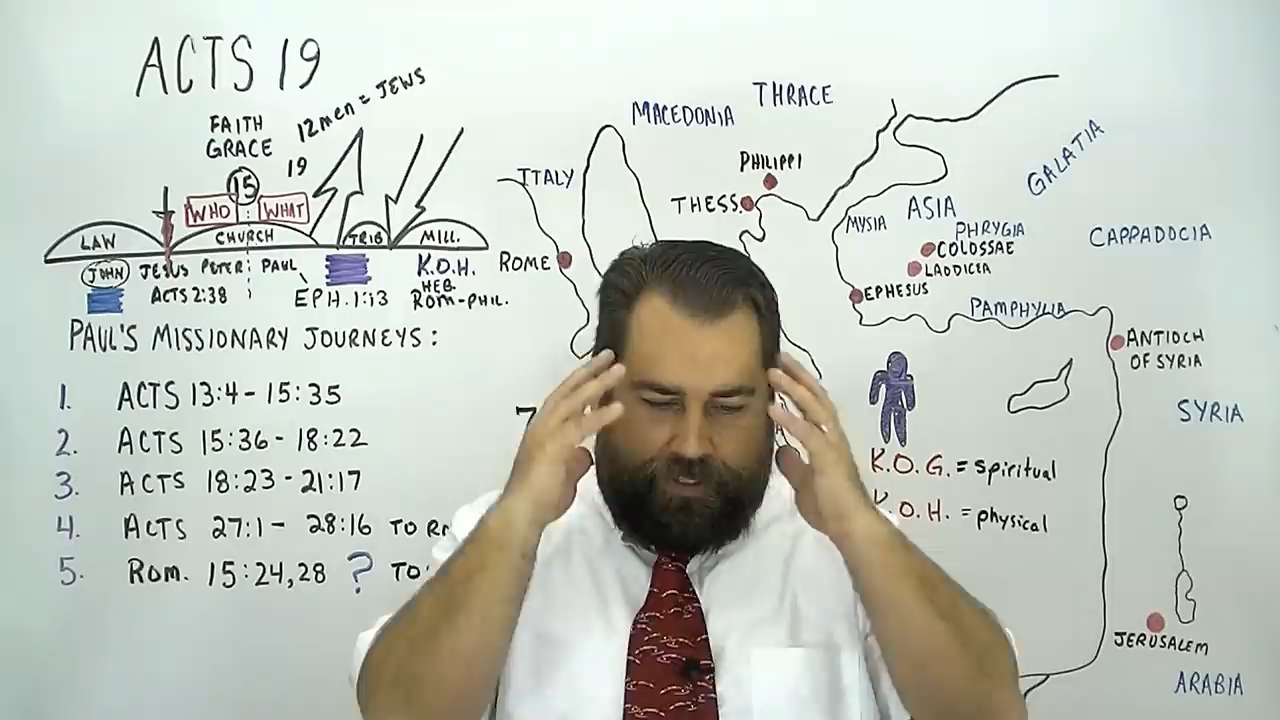 ACTS 19
12men = JEWS
FAITH
GRACE
19
15
WHO
WHAT
LAW
CHURCH
TRIB
MILL.
JOHN
JESUS
PETER
PAUL
K.O.H.
HEB.
ACTS 2:38
EPH. 1:13
ROM-PHIL.
PAUL'S MISSIONARY JOURNEYS:
1. ACTS 13:4 - 15:35
2. ACTS 15:36 - 18:22
3. ACTS 18:23 - 21:17
4. ACTS 27:1 - 28:16 TO
5. Rom. 15:24,28 ? TO
ITALY
MACEDONIA
THRACE
PHILIPPI
THESS.
ROME
MYSIA
ASIA
PHRYGIA
GALATIA
CAPPADOCIA
COLOSSAE
LAODICEA
EPHESUS
PAMPHYLIA
ANTIOCH
OF SYRIA
SYRIA
K.O.G. = spiritual
K.O.H. = physical
JERUSALEM
ARABIA